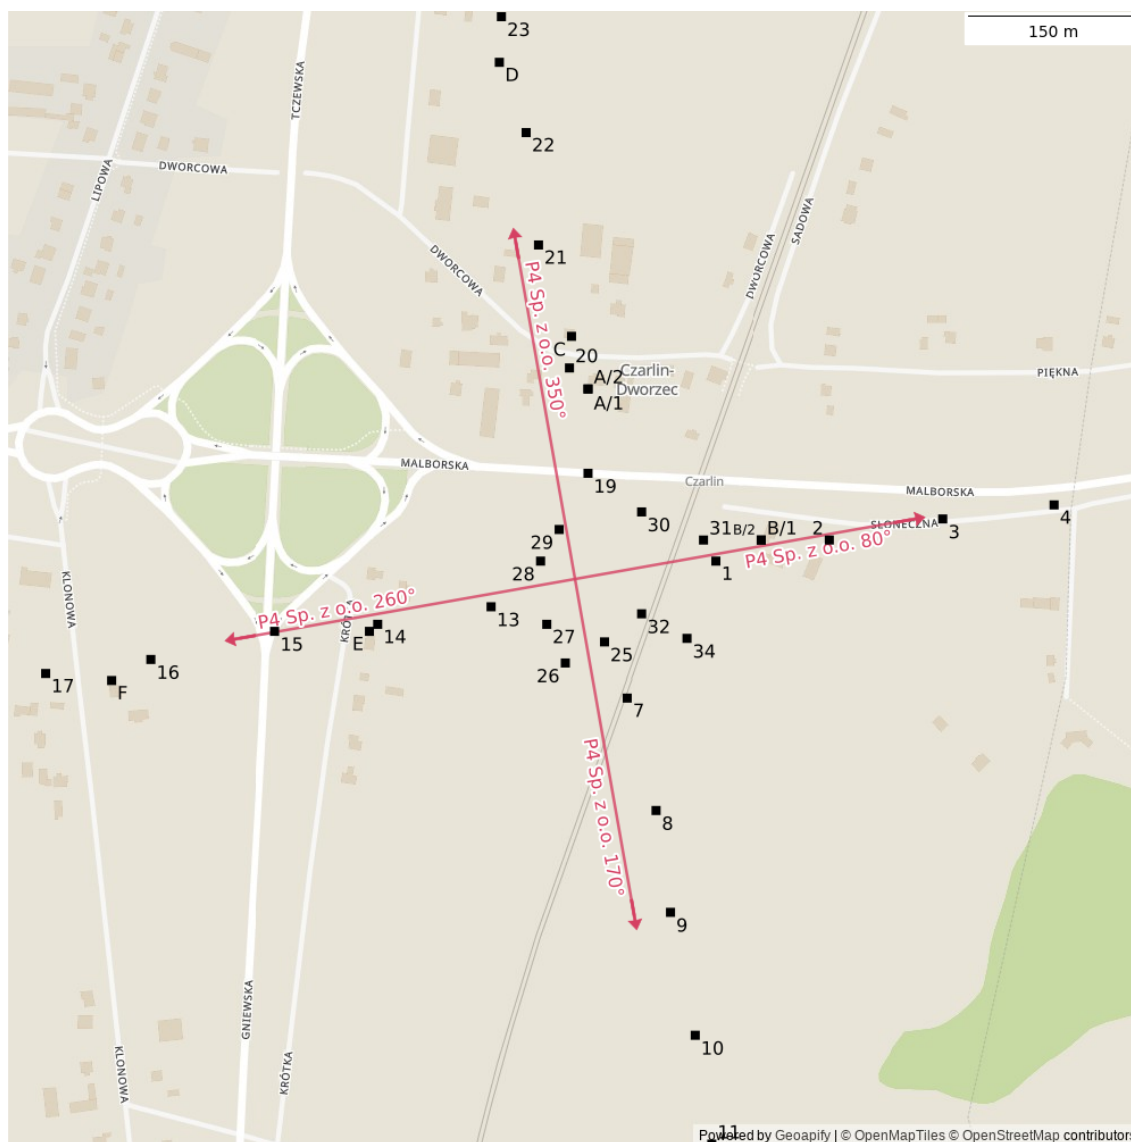 23
150 m
D
TCZEWSKA
22
DWORCOWA
LIPOWA
SADOWA
21
DWORCOWA
DWORCOWA
P4 Sp. z o.o. 350°
C
20
A/2
Czarlin-
Dworzec
PIĘKNA
A/1
MALBORSKA
19
Czarlin
MALBORSKA
30
4
29
31
B/2
B/1
2
SŁONECZNA
3
28
1
P4 Sp. z o.o. 80°
KLONOWA
P4 Sp. z o.o. 260°
13
32
KRÓTKA
E
14
27
15
25
34
16
26
17
F
7
P4 Sp. z o.o. 170°
8
9
GNIEWSKA
10
KLONOWA
KRÓTKA
11
Powered by Geoapify | © OpenMapTiles © OpenStreetMap contributors